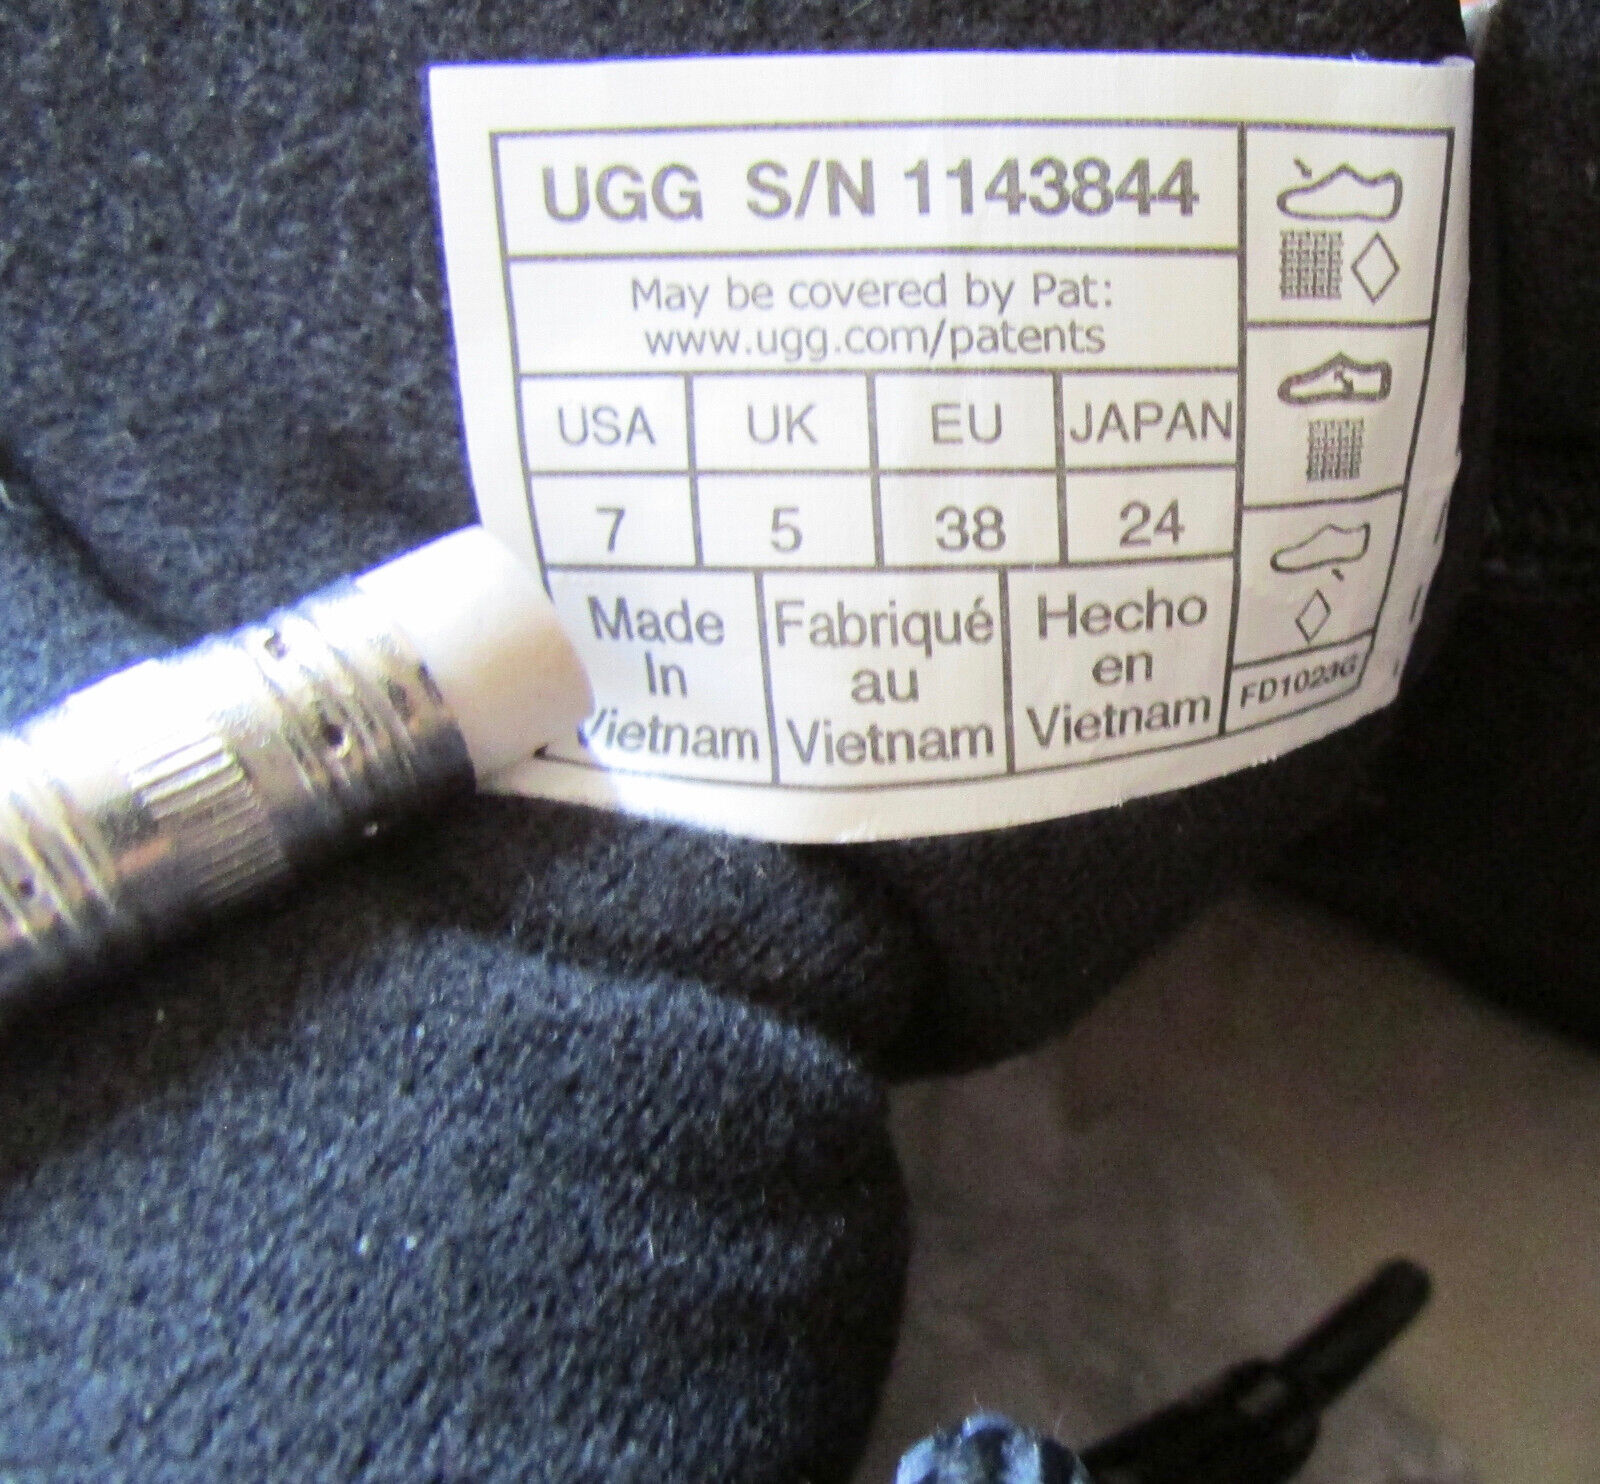 UGG S/N 1143844
May be covered by Pat:
www.ugg.com/patents
USA UK EU JAPAN
7 5 38 24
Made
In
Vietnam
Fabriqué
au
Vietnam
Hecho
en
Vietnam
FD1023G